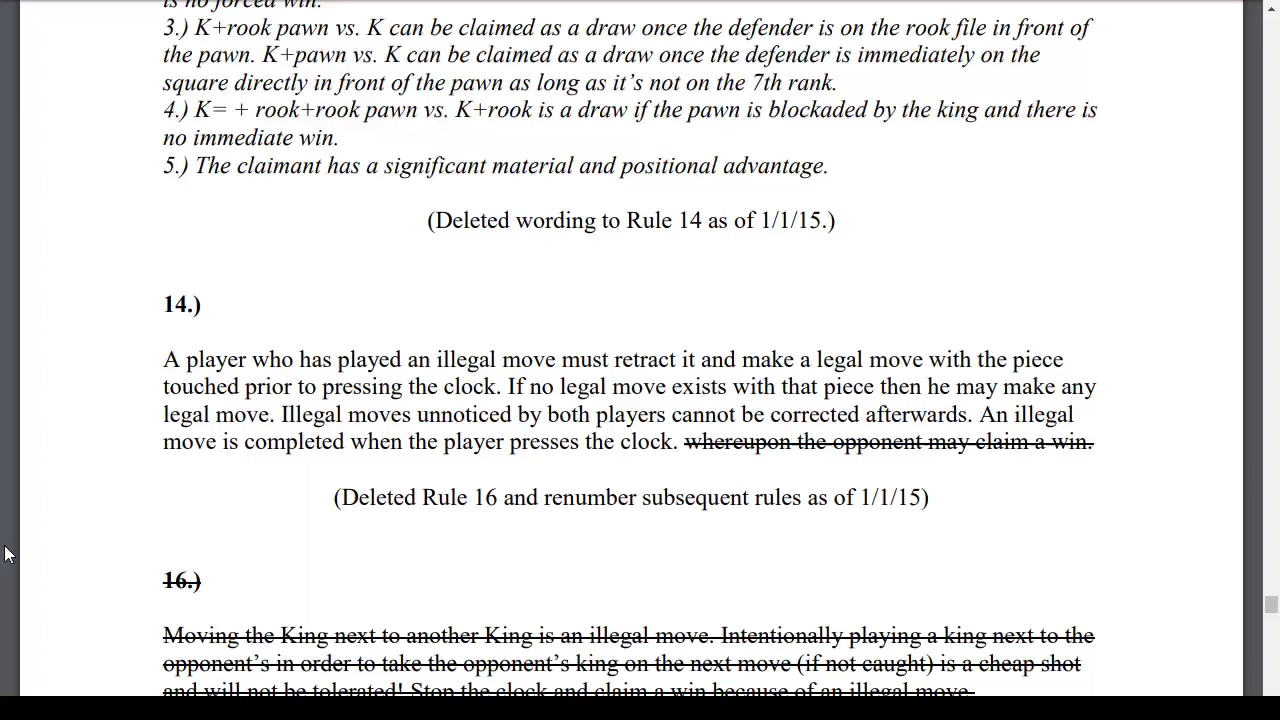 is no forced win.
3.) K+rook pawn vs. K can be claimed as a draw once the defender is on the rook file in front of
the pawn. K+pawn vs. K can be claimed as a draw once the defender is immediately on the
square directly in front of the pawn as long as it’s not on the 7th rank.
4.) K= + rook+rook pawn vs. K+rook is a draw if the pawn is blockaded by the king and there is
no immediate win.
5.) The claimant has a significant material and positional advantage.
(Deleted wording to Rule 14 as of 1/1/15.)
14.)
A player who has played an illegal move must retract it and make a legal move with the piece
touched prior to pressing the clock. If no legal move exists with that piece then he may make any
legal move. Illegal moves unnoticed by both players cannot be corrected afterwards. An illegal
move is completed when the player presses the clock. whereupon the opponent may claim a win.
(Deleted Rule 16 and renumber subsequent rules as of 1/1/15)
16.)
Moving the King next to another King is an illegal move. Intentionally playing a king next to the
opponent’s in order to take the opponent’s king on the next move (if not caught) is a cheap shot
and will not be tolerated! Stop the clock and claim a win because of an illegal move.